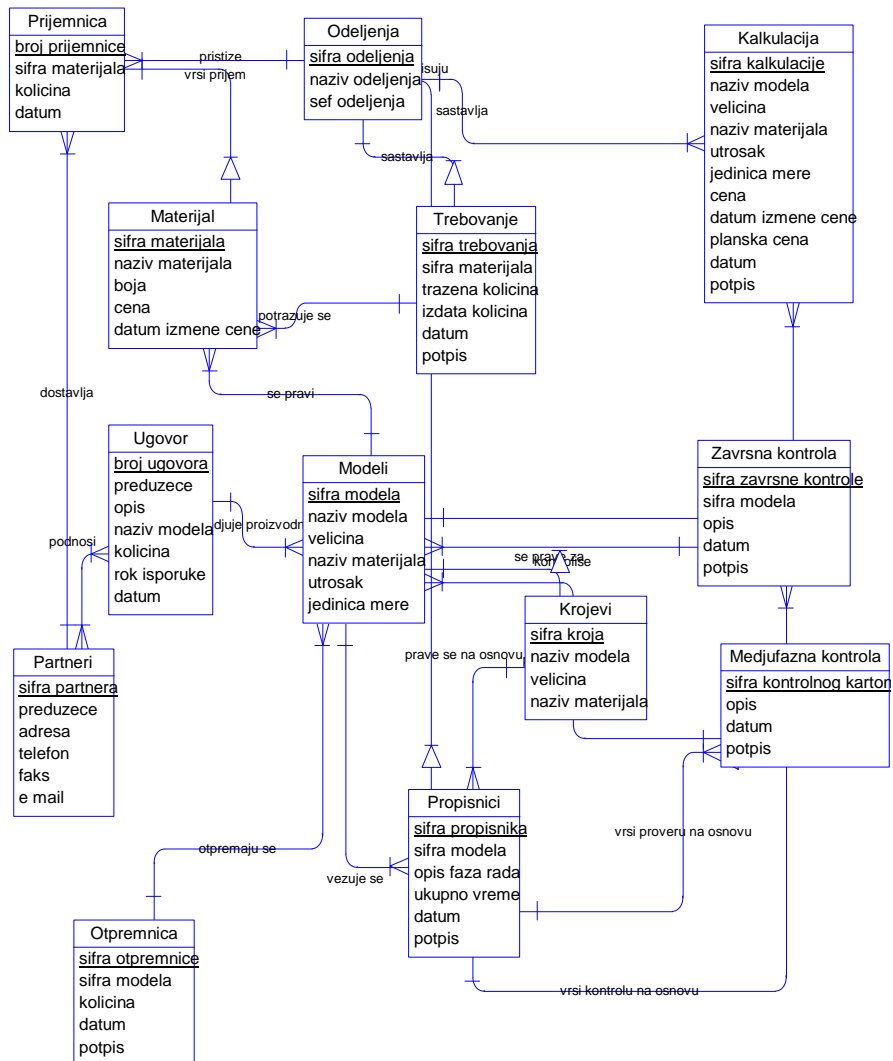 Prijemnica
broj prijemnice
sifra materijala
kolicina
datum
pristize
vrsi prijem
Odeljenja
sifra odeljenja
naziv odeljenja
sef odeljenja
isuju
sastavlja
sastavlja
Kalkulacija
sifra kalkulacije
naziv modela
velicina
naziv materijala
utrosak
jedinica mere
cena
datum izmene cene
planska cena
datum
potpis
Materijal
sifra materijala
naziv materijala
boja
cena
datum izmene cene
potrazuje se
Trebovanje
sifra trebovanja
sifra materijala
trazena kolicina
izdata kolicina
datum
potpis
dostavlja
se pravi
Ugovor
broj ugovora
preduzece
opis
naziv modela
kolicina
rok isporuke
datum
podnosi
djuje proizvodn
Modeli
sifra modela
naziv modela
velicina
naziv materijala
utrosak
jedinica mere
Zavrsna kontrola
sifra zavrsne kontrole
sifra modela
opis
datum
potpis
se prave za
Krojevi
sifra kroja
naziv modela
velicina
naziv materijala
prave se na osnovu
Medjufazna kontrola
sifra kontrolnog karton
opis
datum
potpis
Partneri
sifra partnera
preduzece
adresa
telefon
faks
e mail
Propisnici
sifra propisnika
sifra modela
opis faza rada
ukupno vreme
datum
potpis
vrsi proveru na osnovu
otpremaju se
vezuje se
Otpremnica
sifra otpremnice
sifra modela
kolicina
datum
potpis
vrsi kontrolu na osnovu